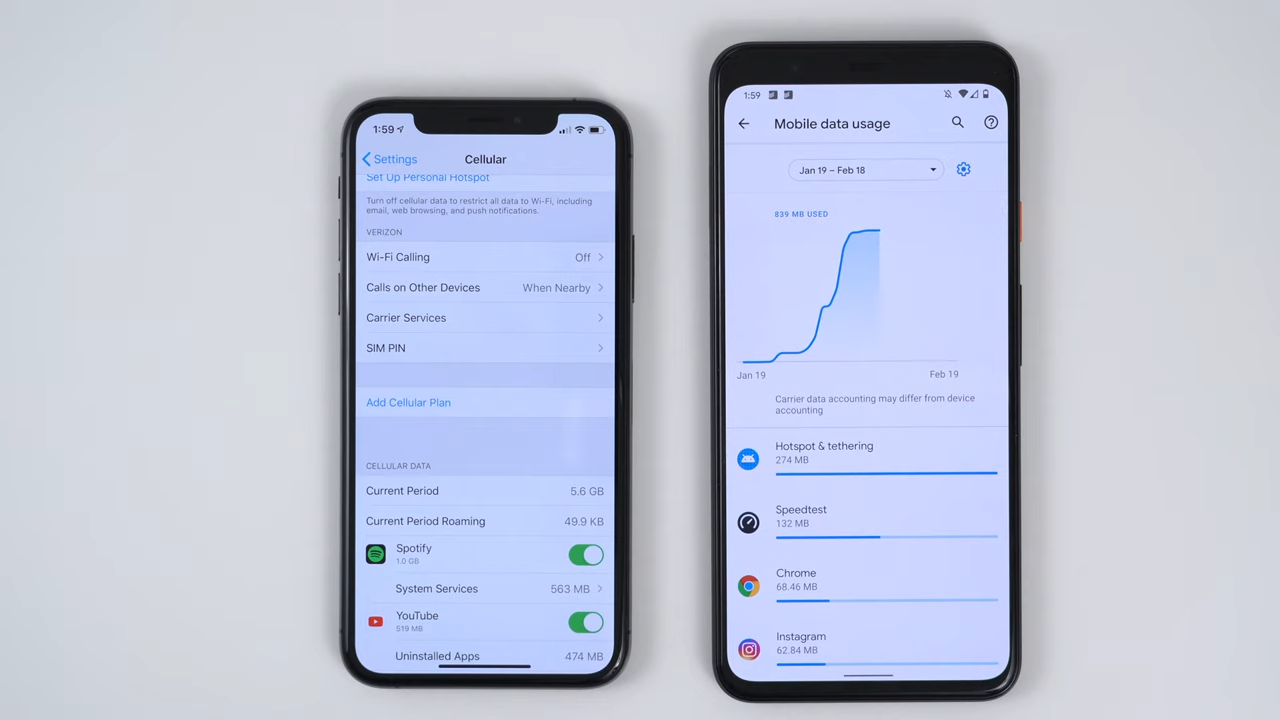 1:59
Settings
Cellular
Set Up Personal Hotspot
Turn off cellular data to restrict all data to Wi-Fi, including
email, web browsing, and push notifications.
VERIZON
Wi-Fi Calling Off
Calls on Other Devices When Nearby
Carrier Services
SIM PIN
Add Cellular Plan
CELLULAR DATA
Current Period 5.6 GB
Current Period Roaming 49.9 KB
Spotify
1.0 GB
System Services 563 MB
YouTube
519 MB
Uninstalled Apps 474 MB
1:59
Mobile data usage
Jan 19 – Feb 18
839 MB USED
Jan 19 Feb 19
Carrier data accounting may differ from device
accounting
Hotspot & tethering
274 MB
Speedtest
132 MB
Chrome
68.46 MB
Instagram
62.84 MB